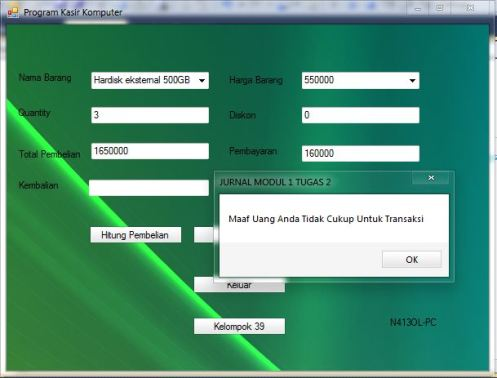 Program Kasir Komputer
Nama Barang
Hardisk eksternal 500GB
Harga Barang
550000
Quantity
3
Diskon
0
Total Pembelian
1650000
Pembayaran
160000
Kembalian
JURNAL MODUL 1 TUGAS 2
Maaf Uang Anda Tidak Cukup Untuk Transaksi
OK
Hitung Pembelian
Keluar
Kelompok 39
N413OL-PC